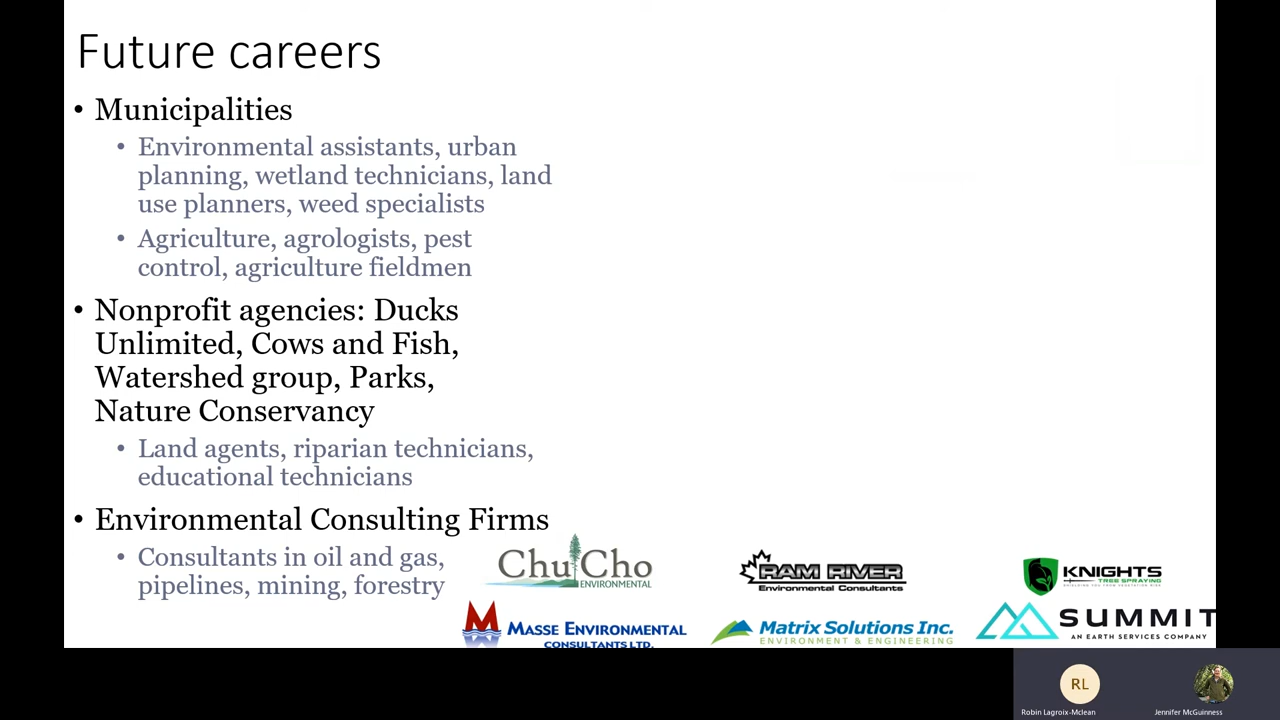 Future careers
• Municipalities
• Environmental assistants, urban
planning, wetland technicians, land
use planners, weed specialists
• Agriculture, agrologists, pest
control, agriculture fieldmen
• Nonprofit agencies: Ducks
Unlimited, Cows and Fish,
Watershed group, Parks,
Nature Conservancy
• Land agents, riparian technicians,
educational technicians
• Environmental Consulting Firms
• Consultants in oil and gas,
pipelines, mining, forestry
Chu Cho
ENVIRONMENTAL
RAM RIVER
Environmental Consultants
KNIGHTS
TREE SPRAYING
MASSE ENVIRONMENTAL
CONSULTANTS LTD.
Matrix Solutions Inc.
ENVIRONMENT & ENGINEERING
SUMMIT
AN EARTH SERVICES COMPANY
RL
Robin Lagroix-Mclean
Jennifer McGuinness